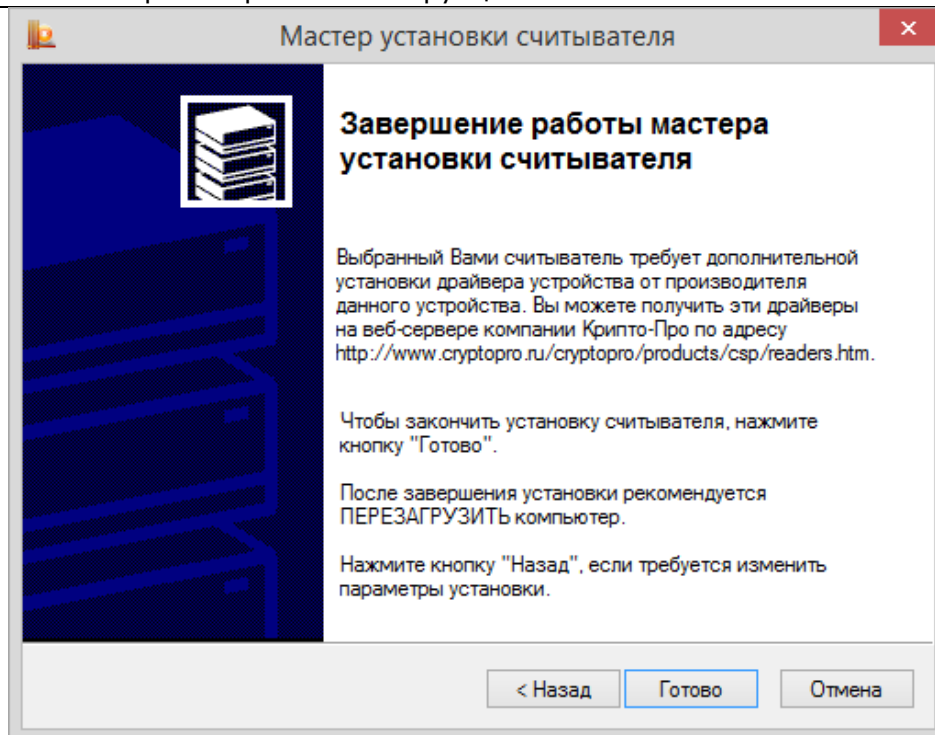 Мастер установки считывателя
Завершение работы мастера
установки считывателя
Выбранный Вами считыватель требует дополнительной
установки драйвера устройства от производителя
данного устройства. Вы можете получить эти драйверы
на веб-сервере компании Крипто-Про по адресу
http://www.cryptopro.ru/cryptopro/products/csp/readers.htm.
Чтобы закончить установку считывателя, нажмите
кнопку "Готово".
После завершения установки рекомендуется
ПЕРЕЗАГРУЗИТЬ компьютер.
Нажмите кнопку "Назад", если требуется изменить
параметры установки.
< Назад
Готово
Отмена